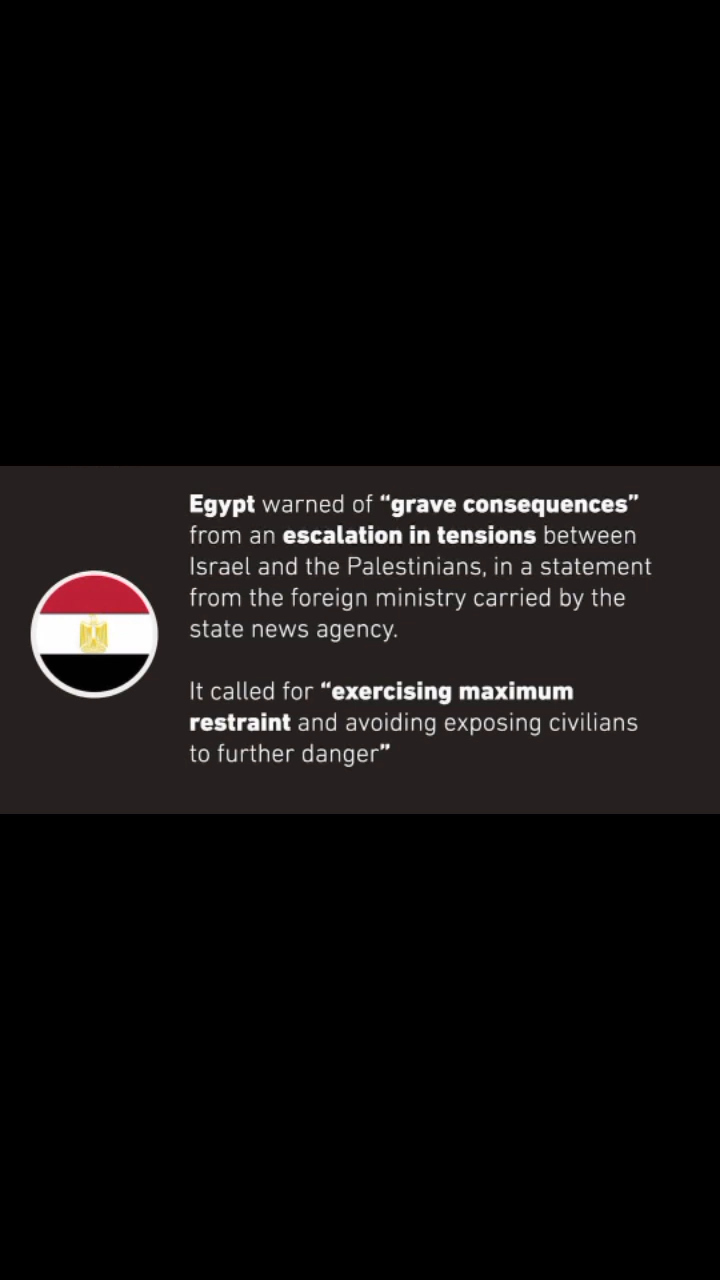 Egypt warned of “grave consequences”
from an escalation in tensions between
Israel and the Palestinians, in a statement
from the foreign ministry carried by the
state news agency.
It called for “exercising maximum
restraint and avoiding exposing civilians
to further danger”